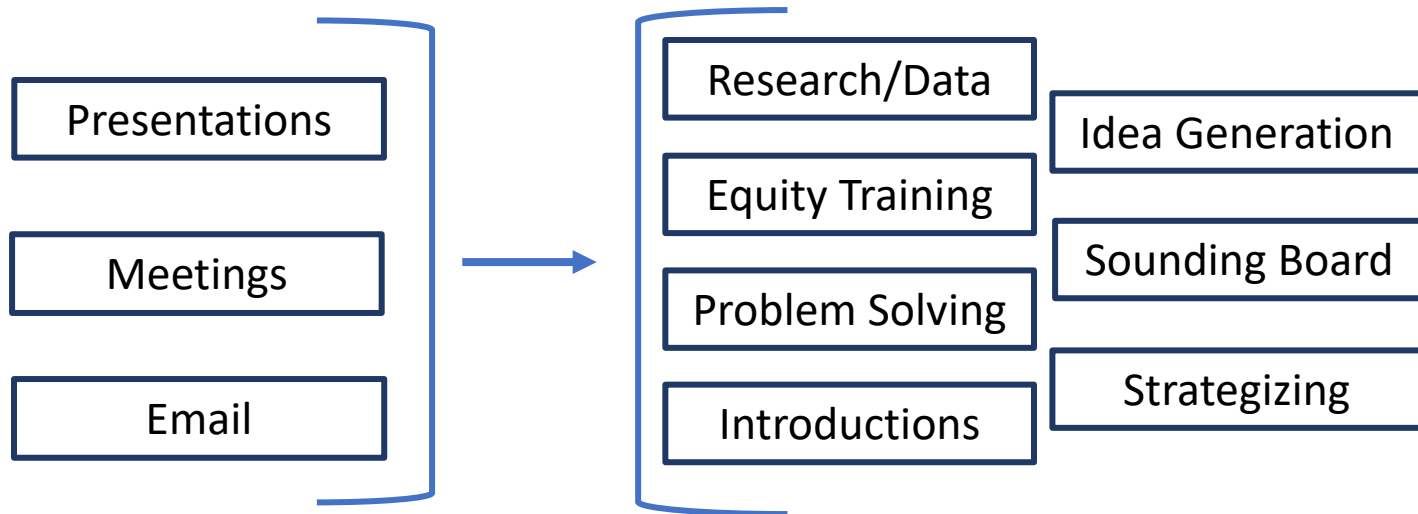 Presentations
Meetings
Email
Research/Data
Equity Training
Problem Solving
Introductions
Idea Generation
Sounding Board
Strategizing